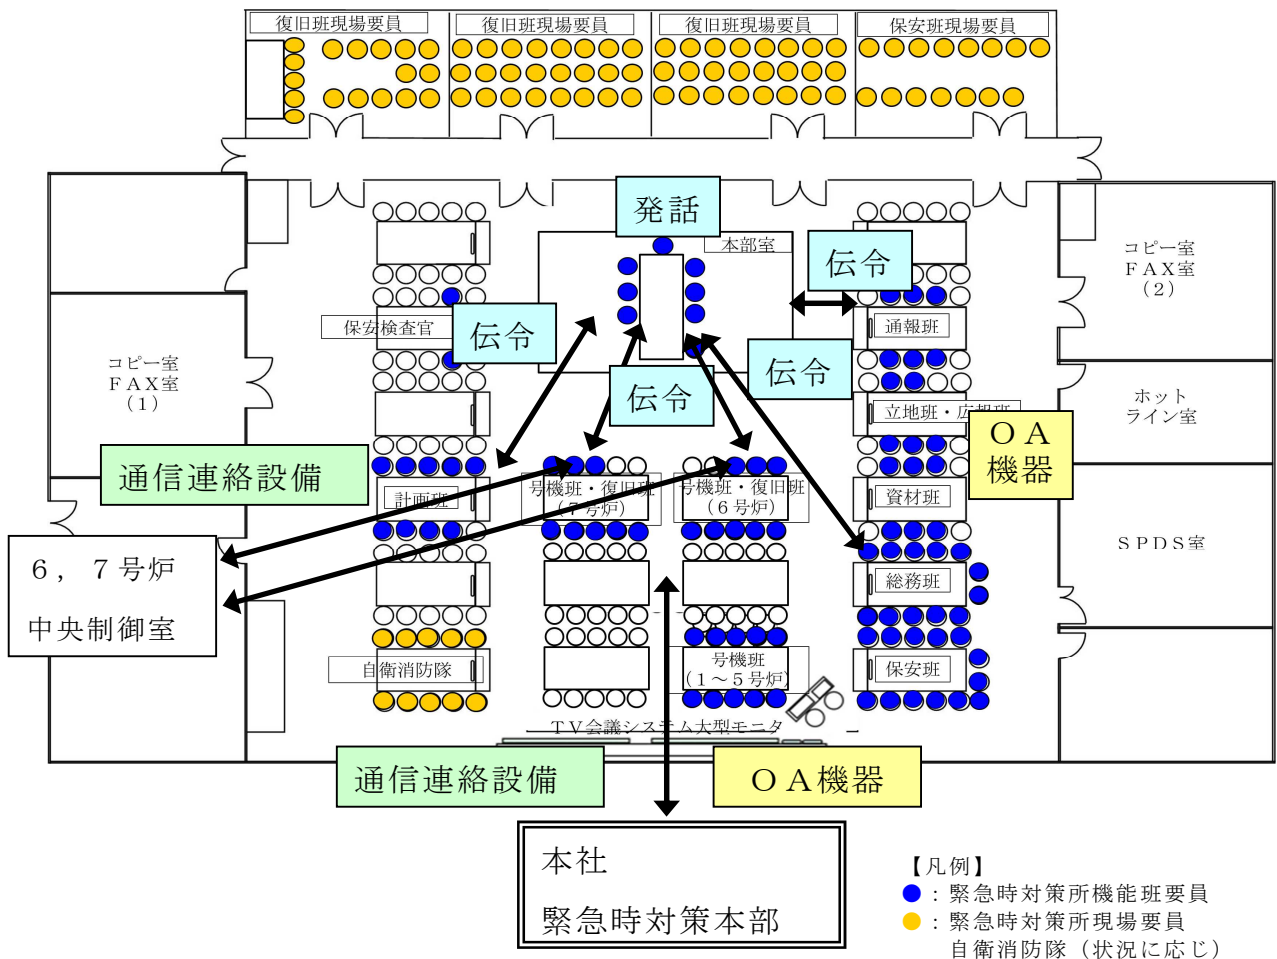 復旧班現場要員
復旧班現場要員
復旧班現場要員
保安班現場要員
発話
本部室
伝令
コピー室
ＦＡＸ室
（２）
伝令
保安検査官
通報班
コピー室
ＦＡＸ室
（１）
伝令
伝令
ホット
ライン室
立地班・広報班
ＯＡ
機器
通信連絡設備
計画班
号機班・復旧班
（７号炉）
号機班・復旧班
（６号炉）
資材班
ＳＰＤＳ室
６，７号炉
中央制御室
総務班
自衛消防隊
号機班
（１～５号炉）
保安班
ＴＶ会議システム大型モニタ
通信連絡設備
ＯＡ機器
本社
緊急時対策本部
【凡例】
●：緊急時対策所機能班要員
●：緊急時対策所現場要員
自衛消防隊（状況に応じ）